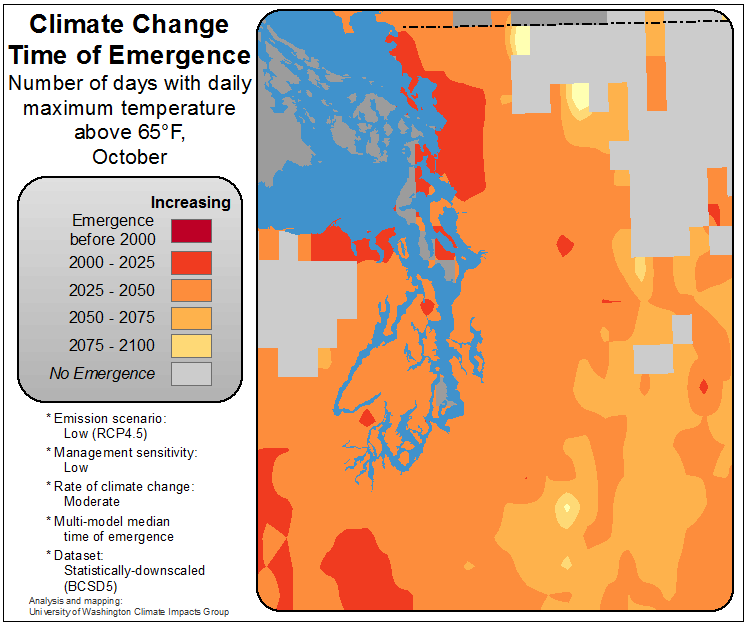 Climate Change
Time of Emergence
Number of days with daily
maximum temperature
above 65°F,
October
Increasing
Emergence
before 2000
2000 - 2025
2025 - 2050
2050 - 2075
2075 - 2100
No Emergence
* Emission scenario:
Low (RCP4.5)
* Management sensitivity:
Low
* Rate of climate change:
Moderate
* Multi-model median
time of emergence
* Dataset:
Statistically-downscaled
(BCSD5)
Analysis and mapping:
University of Washington Climate Impacts Group